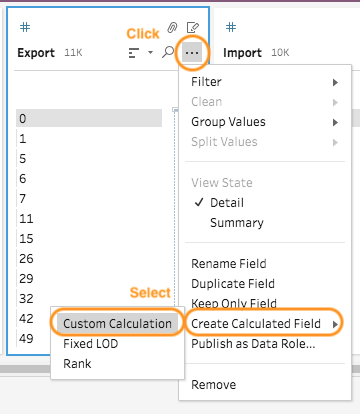 Click
Export 11K
Import 10K
0
1
5
6
7
11
15
26
29
32
42
49
Filter
Clean
Group Values
Split Values
View State
✓ Detail
Summary
Rename Field
Duplicate Field
Keep Only Field
Create Calculated Field
Publish as Data Role...
Remove
Select
Custom Calculation
Fixed LOD
Rank